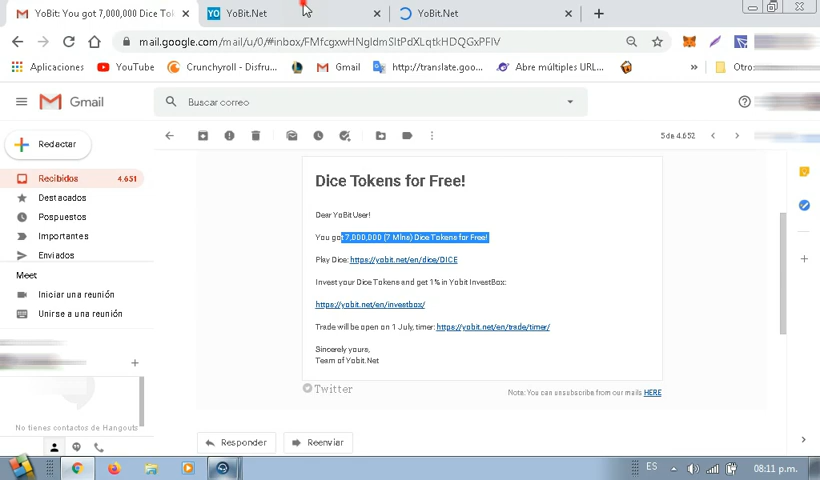 YoBit: You got 7,000,000 Dice Tok
YO YoBit.Net
YoBit.Net
mail.google.com/mail/u/0/#inbox/FMfcgxwHNgldmSltPdXLqtkHDQGxPFlV
Aplicaciones
YouTube
Crunchyroll - Disfru...
Gmail
http://translate.goo...
Abre múltiples URL...
»
Otro
Gmail
Buscar correo
Redactar
5 de 4.652
Recibidos 4.651
Destacados
Pospuestos
Importantes
Enviados
Meet
Iniciar una reunión
Unirse a una reunión
No tienes contactos de Hangouts
Dice Tokens for Free!
Dear YoBit User!
You got 7,000,000 (7 Mlns) Dice Tokens for Free!
Play Dice: https://yobit.net/en/dice/DICE
Invest your Dice Tokens and get 1% in Yobit InvestBox:
https://yobit.net/en/investbox/
Trade will be open on 1 July, timer: https://yobit.net/en/trade/timer/
Sincerely yours,
Team of Yobit.Net
Twitter
Note: You can unsubscribe from our mails HERE
Responder
Reenviar
ES
08:11 p.m.